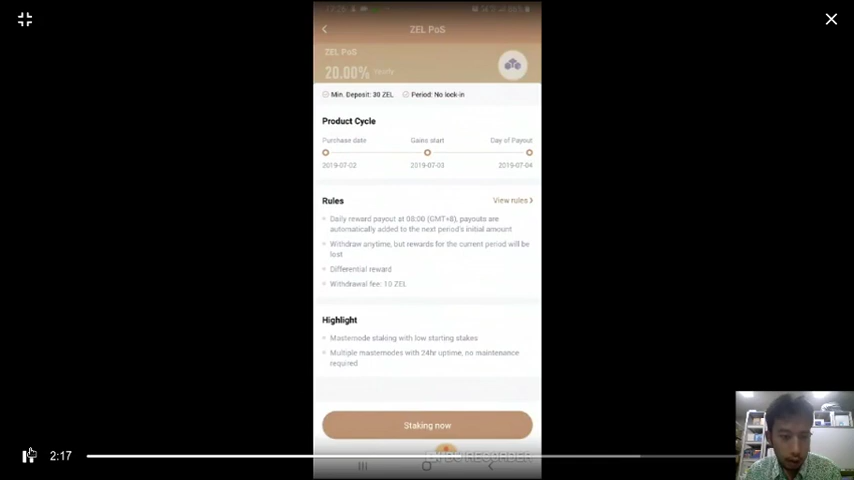 ZEL PoS
ZEL PoS
20.00% Yearly
Min. Deposit: 30 ZEL Period: No lock-in
Product Cycle
Purchase date Gains start Day of Payout
2019-07-02 2019-07-03 2019-07-04
Rules View rules
Daily reward payout at 08:00 (GMT+8), payouts are
automatically added to the next period's initial amount
Withdraw anytime, but rewards for the current period will be
lost
Differential reward
Withdrawal fee: 10 ZEL
Highlight
Masternode staking with low starting stakes
Multiple masternodes with 24hr uptime, no maintenance
required
Staking now
2:17
RECORDER